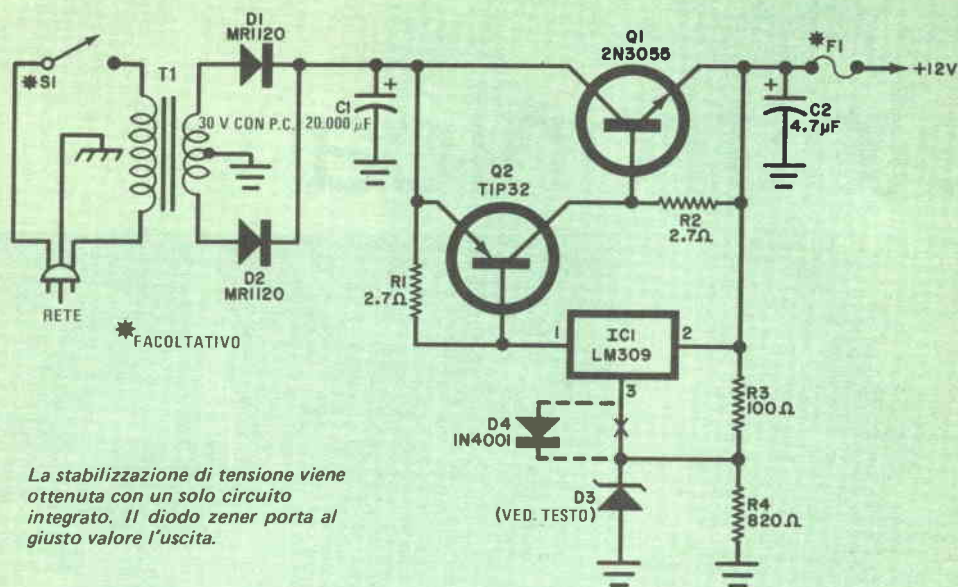 D1
MR1120
Q1
2N3055
✱F1
+12V
✱S1
T1
30 V CON P.C.
C1
20.000 µF
+
+
C2
4.7µF
Q2
TIP32
R2
2.7Ω
D2
MR1120
R1
2.7Ω
RETE
✱FACOLTATIVO
1
IC1
LM309
2
3
R3
100Ω
D4
1N4001
D3
(VED. TESTO)
R4
820Ω
La stabilizzazione di tensione viene
ottenuta con un solo circuito
integrato. Il diodo zener porta al
giusto valore l'uscita.